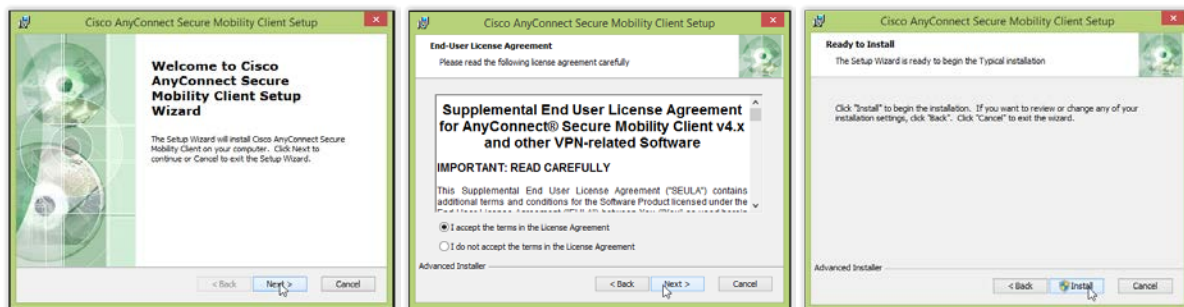 Cisco AnyConnect Secure Mobility Client Setup
Welcome to Cisco
AnyConnect Secure
Mobility Client Setup
Wizard
The Setup Wizard will install Cisco AnyConnect Secure
Mobility Client on your computer. Click Next to
continue or Cancel to exit the Setup Wizard.
< Back Next > Cancel
Cisco AnyConnect Secure Mobility Client Setup
End-User License Agreement
Please read the following license agreement carefully
Supplemental End User License Agreement
for AnyConnect® Secure Mobility Client v4.x
and other VPN-related Software
IMPORTANT: READ CAREFULLY
This Supplemental End User License Agreement ("SEULA") contains
additional terms and conditions for the Software Product licensed under the
I accept the terms in the License Agreement
I do not accept the terms in the License Agreement
Advanced Installer
< Back Next > Cancel
Cisco AnyConnect Secure Mobility Client Setup
Ready to Install
The Setup Wizard is ready to begin the Typical installation
Click "Install" to begin the installation. If you want to review or change any of your
installation settings, click "Back". Click "Cancel" to exit the wizard.
Advanced Installer
< Back Install Cancel